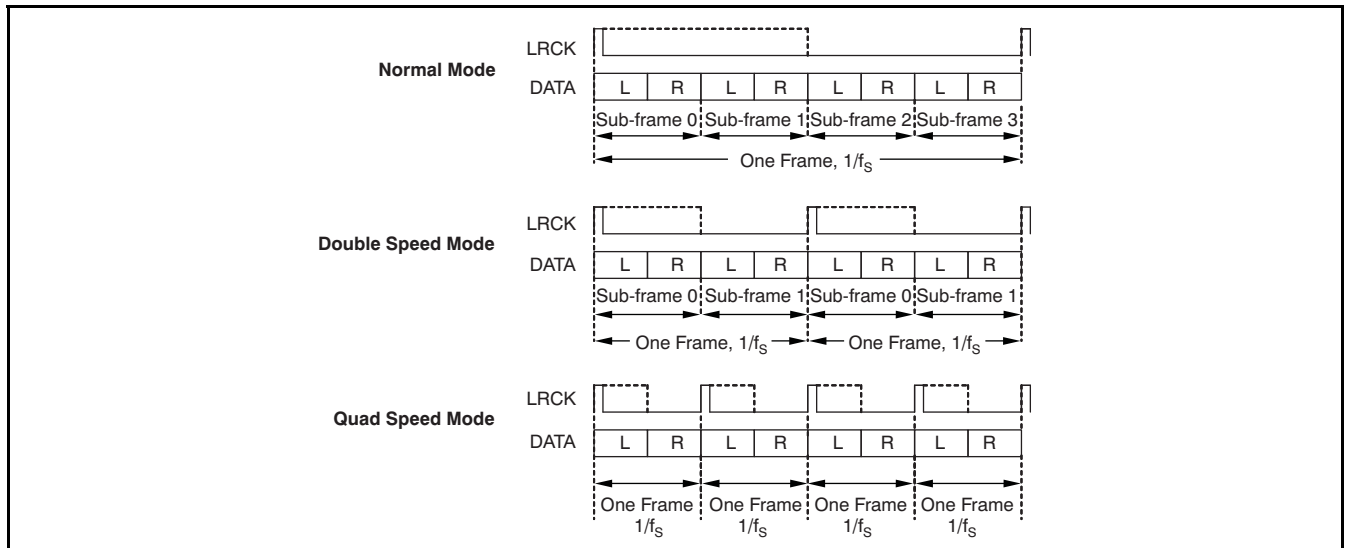 LRCK
Normal Mode
DATA L R L R L R L R
Sub-frame 0 Sub-frame 1 Sub-frame 2 Sub-frame 3
One Frame, 1/fS
LRCK
Double Speed Mode
DATA L R L R L R L R
Sub-frame 0 Sub-frame 1 Sub-frame 0 Sub-frame 1
One Frame, 1/fS One Frame, 1/fS
LRCK
Quad Speed Mode
DATA L R L R L R L R
One Frame One Frame One Frame One Frame
1/fS 1/fS 1/fS 1/fS